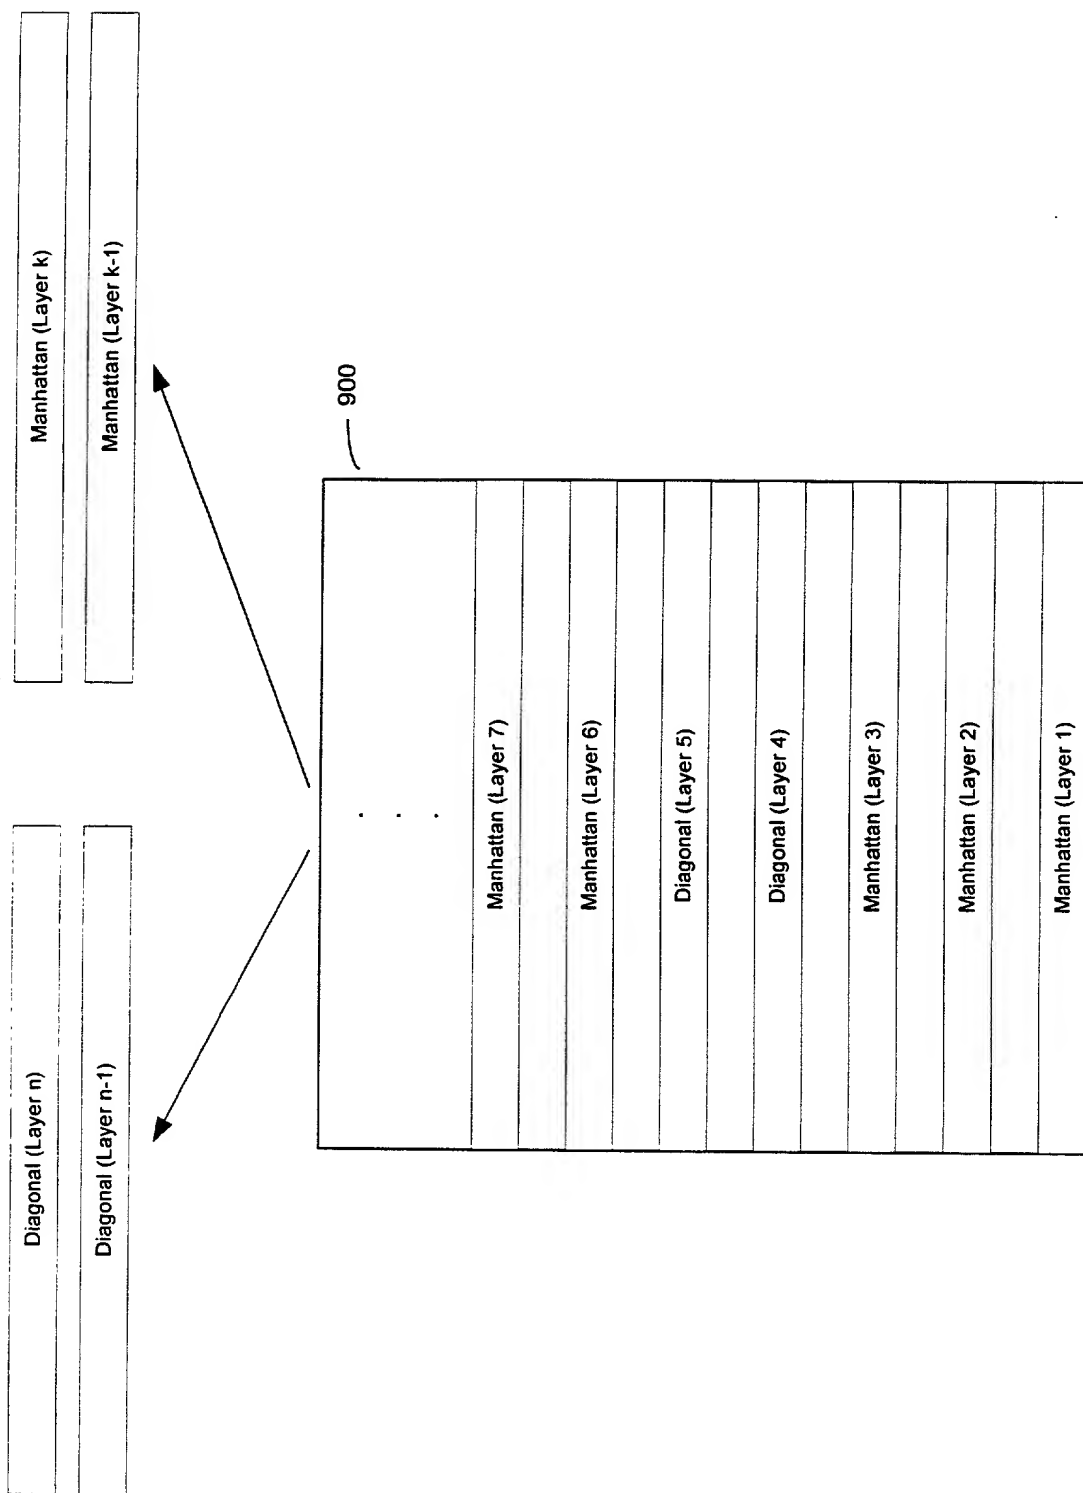 Diagonal (Layer n)
Diagonal (Layer n-1)
Manhattan (Layer k)
Manhattan (Layer k-1)
900
.
.
.
Manhattan (Layer 7)
Manhattan (Layer 6)
Diagonal (Layer 5)
Diagonal (Layer 4)
Manhattan (Layer 3)
Manhattan (Layer 2)
Manhattan (Layer 1)